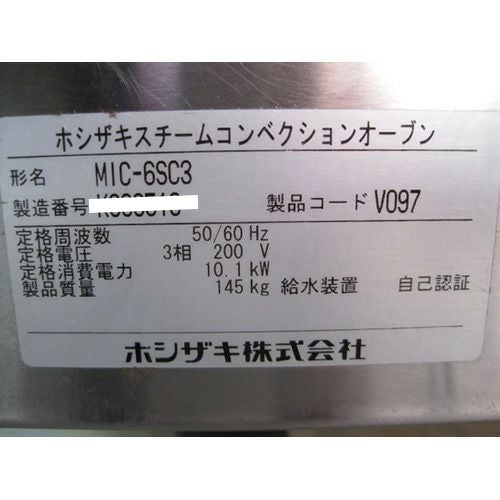 ホシザキスチームコンベクションオーブン
形名 MIC-6SC3
製造番号 製品コード V097
定格周波数 50/60 Hz
定格電圧 3相 200 V
定格消費電力 10.1 kW
製品質量 145 kg 給水装置 自己認証
ホシザキ株式会社